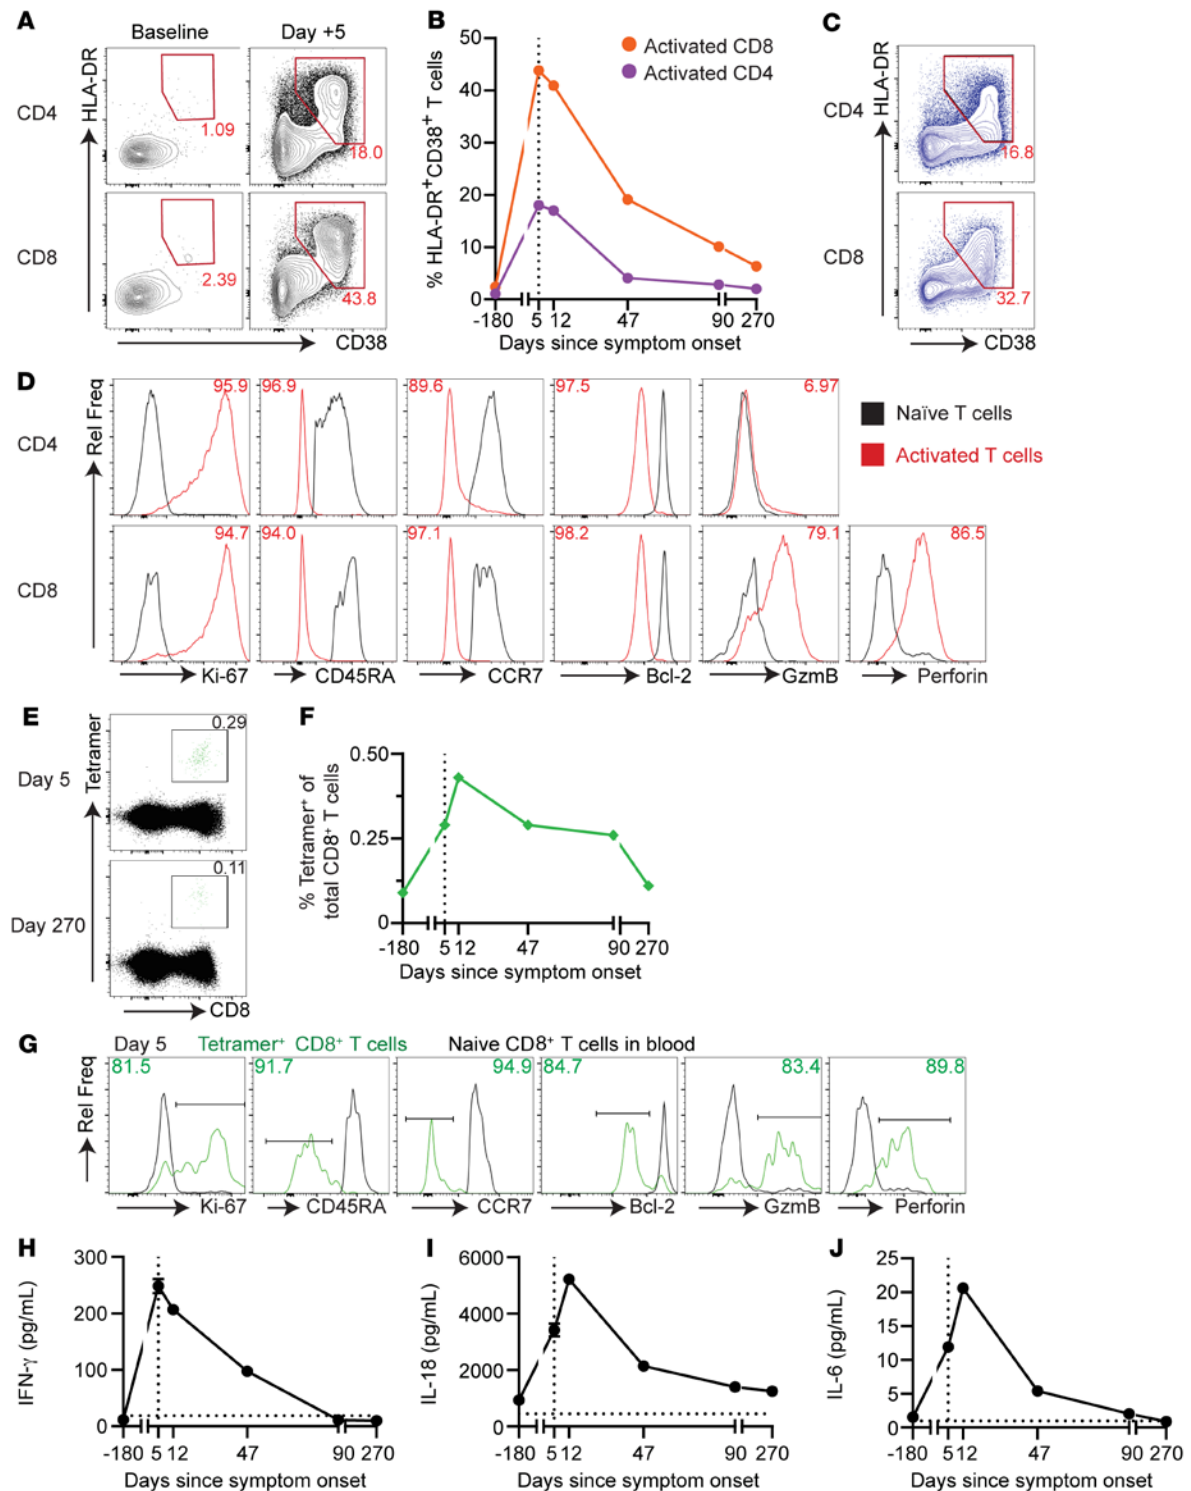 A
Baseline
Day +5
CD4
HLA-DR
1.09
18.0
CD8
2.39
43.8
CD38
B
% HLA-DR⁺CD38⁺ T cells
50
40
30
20
10
0
-180 5 12 47 90 270
Days since symptom onset
Activated CD8
Activated CD4
C
HLA-DR
CD4
16.8
CD8
32.7
CD38
D
Rel Freq
CD4
95.9
96.9
89.6
97.5
6.97
Naïve T cells
Activated T cells
CD8
94.7
94.0
97.1
98.2
79.1
86.5
Ki-67
CD45RA
CCR7
Bcl-2
GzmB
Perforin
E
Tetramer
Day 5
0.29
Day 270
0.11
CD8
F
% Tetramer⁺ of
total CD8⁺ T cells
0.50
0.25
0
-180 5 12 47 90 270
Days since symptom onset
G
Day 5
Tetramer⁺ CD8⁺ T cells
Naive CD8⁺ T cells in blood
Rel Freq
81.5
91.7
94.9
84.7
83.4
89.8
Ki-67
CD45RA
CCR7
Bcl-2
GzmB
Perforin
H
IFN-γ (pg/mL)
300
200
100
0
-180 5 12 47 90 270
Days since symptom onset
I
IL-18 (pg/mL)
6000
4000
2000
0
-180 5 12 47 90 270
Days since symptom onset
J
IL-6 (pg/mL)
25
20
15
10
5
0
-180 5 12 47 90 270
Days since symptom onset